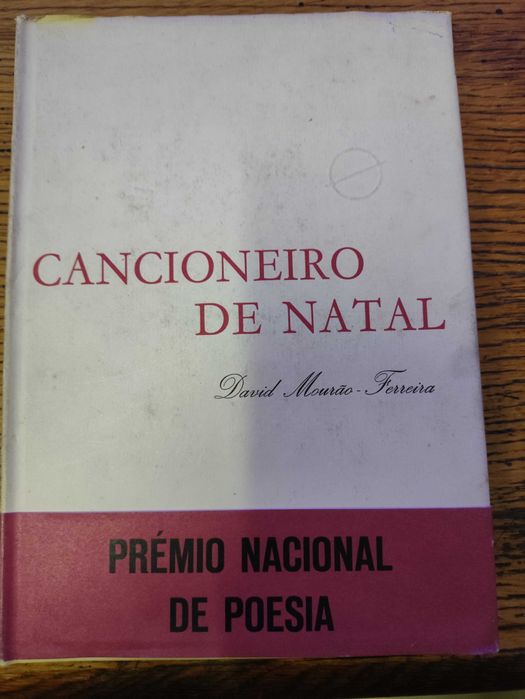 CANCIONEIRO
DE NATAL
David Mourão-Ferreira
PRÉMIO NACIONAL
DE POESIA